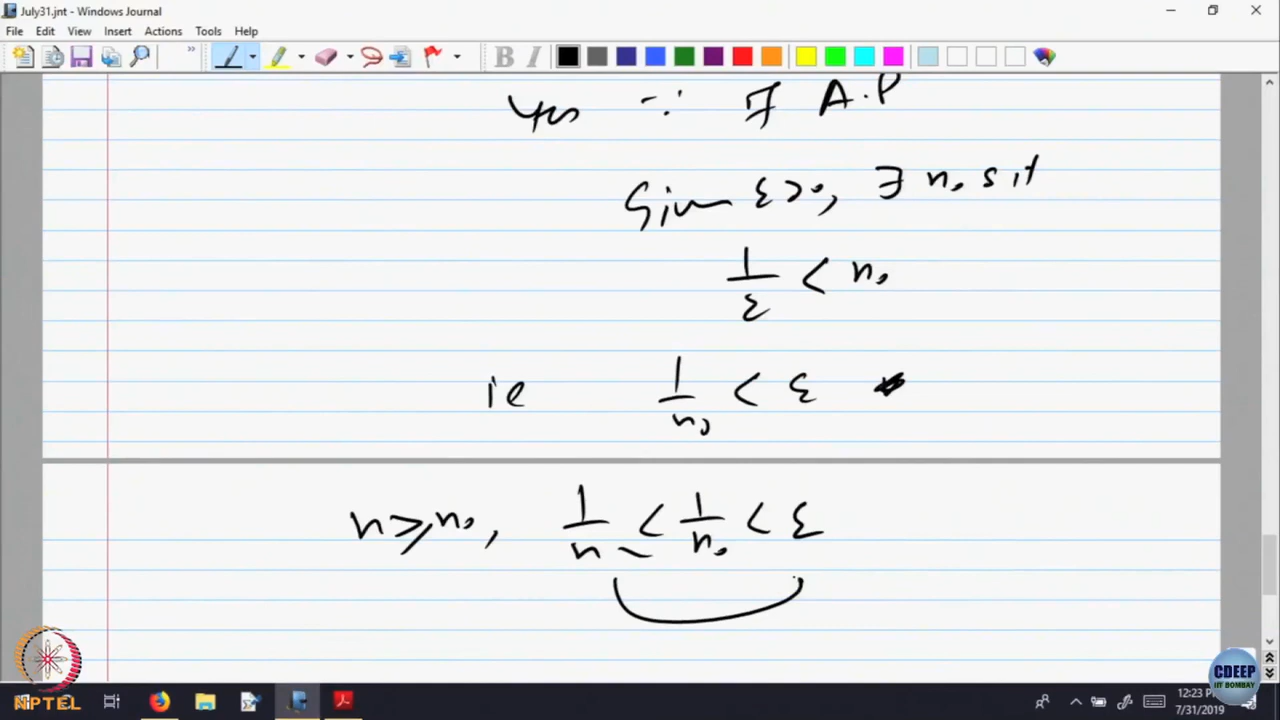 July31.jnt - Windows Journal
File Edit View Insert Actions Tools Help
Yes ∵ ∃ A.P
Given ε>0, ∃ n₀ s.t
1/ε < n₀
ie 1/n₀ < ε
n ≥ n₀, 1/n ≤ 1/n₀ < ε
NPTEL
CDEEP
IIT BOMBAY
12:23 PM
7/31/2019